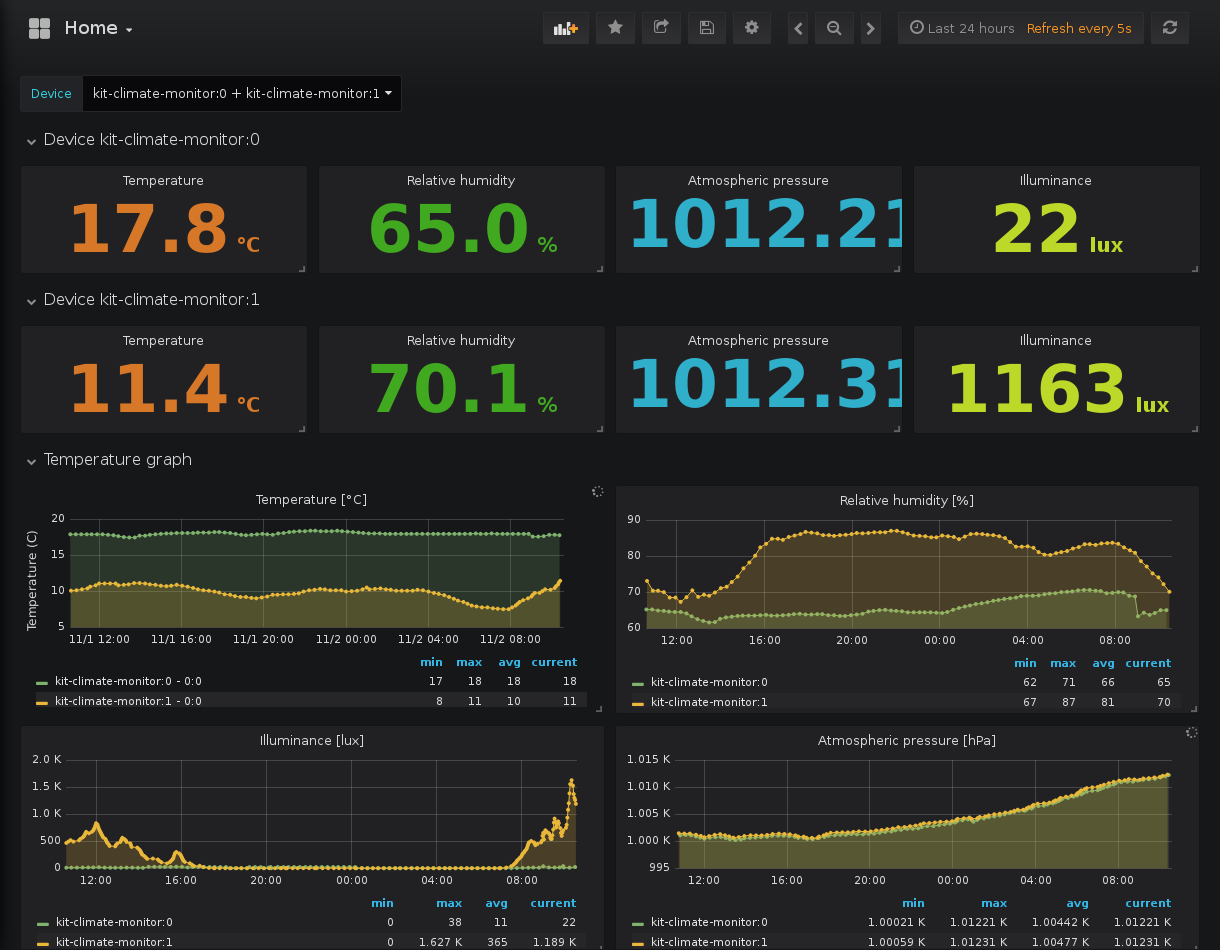 Home
Last 24 hours Refresh every 5s
Device kit-climate-monitor:0 + kit-climate-monitor:1
Device kit-climate-monitor:0
Temperature Relative humidity Atmospheric pressure Illuminance
17.8 °C 65.0 % 1012.21 22 lux
Device kit-climate-monitor:1
Temperature Relative humidity Atmospheric pressure Illuminance
11.4 °C 70.1 % 1012.31 1163 lux
Temperature graph
Temperature [°C]
Temperature (C)
20
15
10
5
11/1 12:00 11/1 16:00 11/1 20:00 11/2 00:00 11/2 04:00 11/2 08:00
min max avg current
kit-climate-monitor:0 - 0:0 17 18 18 18
kit-climate-monitor:1 - 0:0 8 11 10 11
Relative humidity [%]
90
80
70
60
12:00 16:00 20:00 00:00 04:00 08:00
min max avg current
kit-climate-monitor:0 62 71 66 65
kit-climate-monitor:1 67 87 81 70
Illuminance [lux]
2.0 K
1.5 K
1.0 K
500
0
12:00 16:00 20:00 00:00 04:00 08:00
min max avg current
kit-climate-monitor:0 0 38 11 22
kit-climate-monitor:1 0 1.627 K 365 1.189 K
Atmospheric pressure [hPa]
1.015 K
1.010 K
1.005 K
1.000 K
995
12:00 16:00 20:00 00:00 04:00 08:00
min max avg current
kit-climate-monitor:0 1.00021 K 1.01221 K 1.00442 K 1.01221 K
kit-climate-monitor:1 1.00059 K 1.01231 K 1.00477 K 1.01231 K